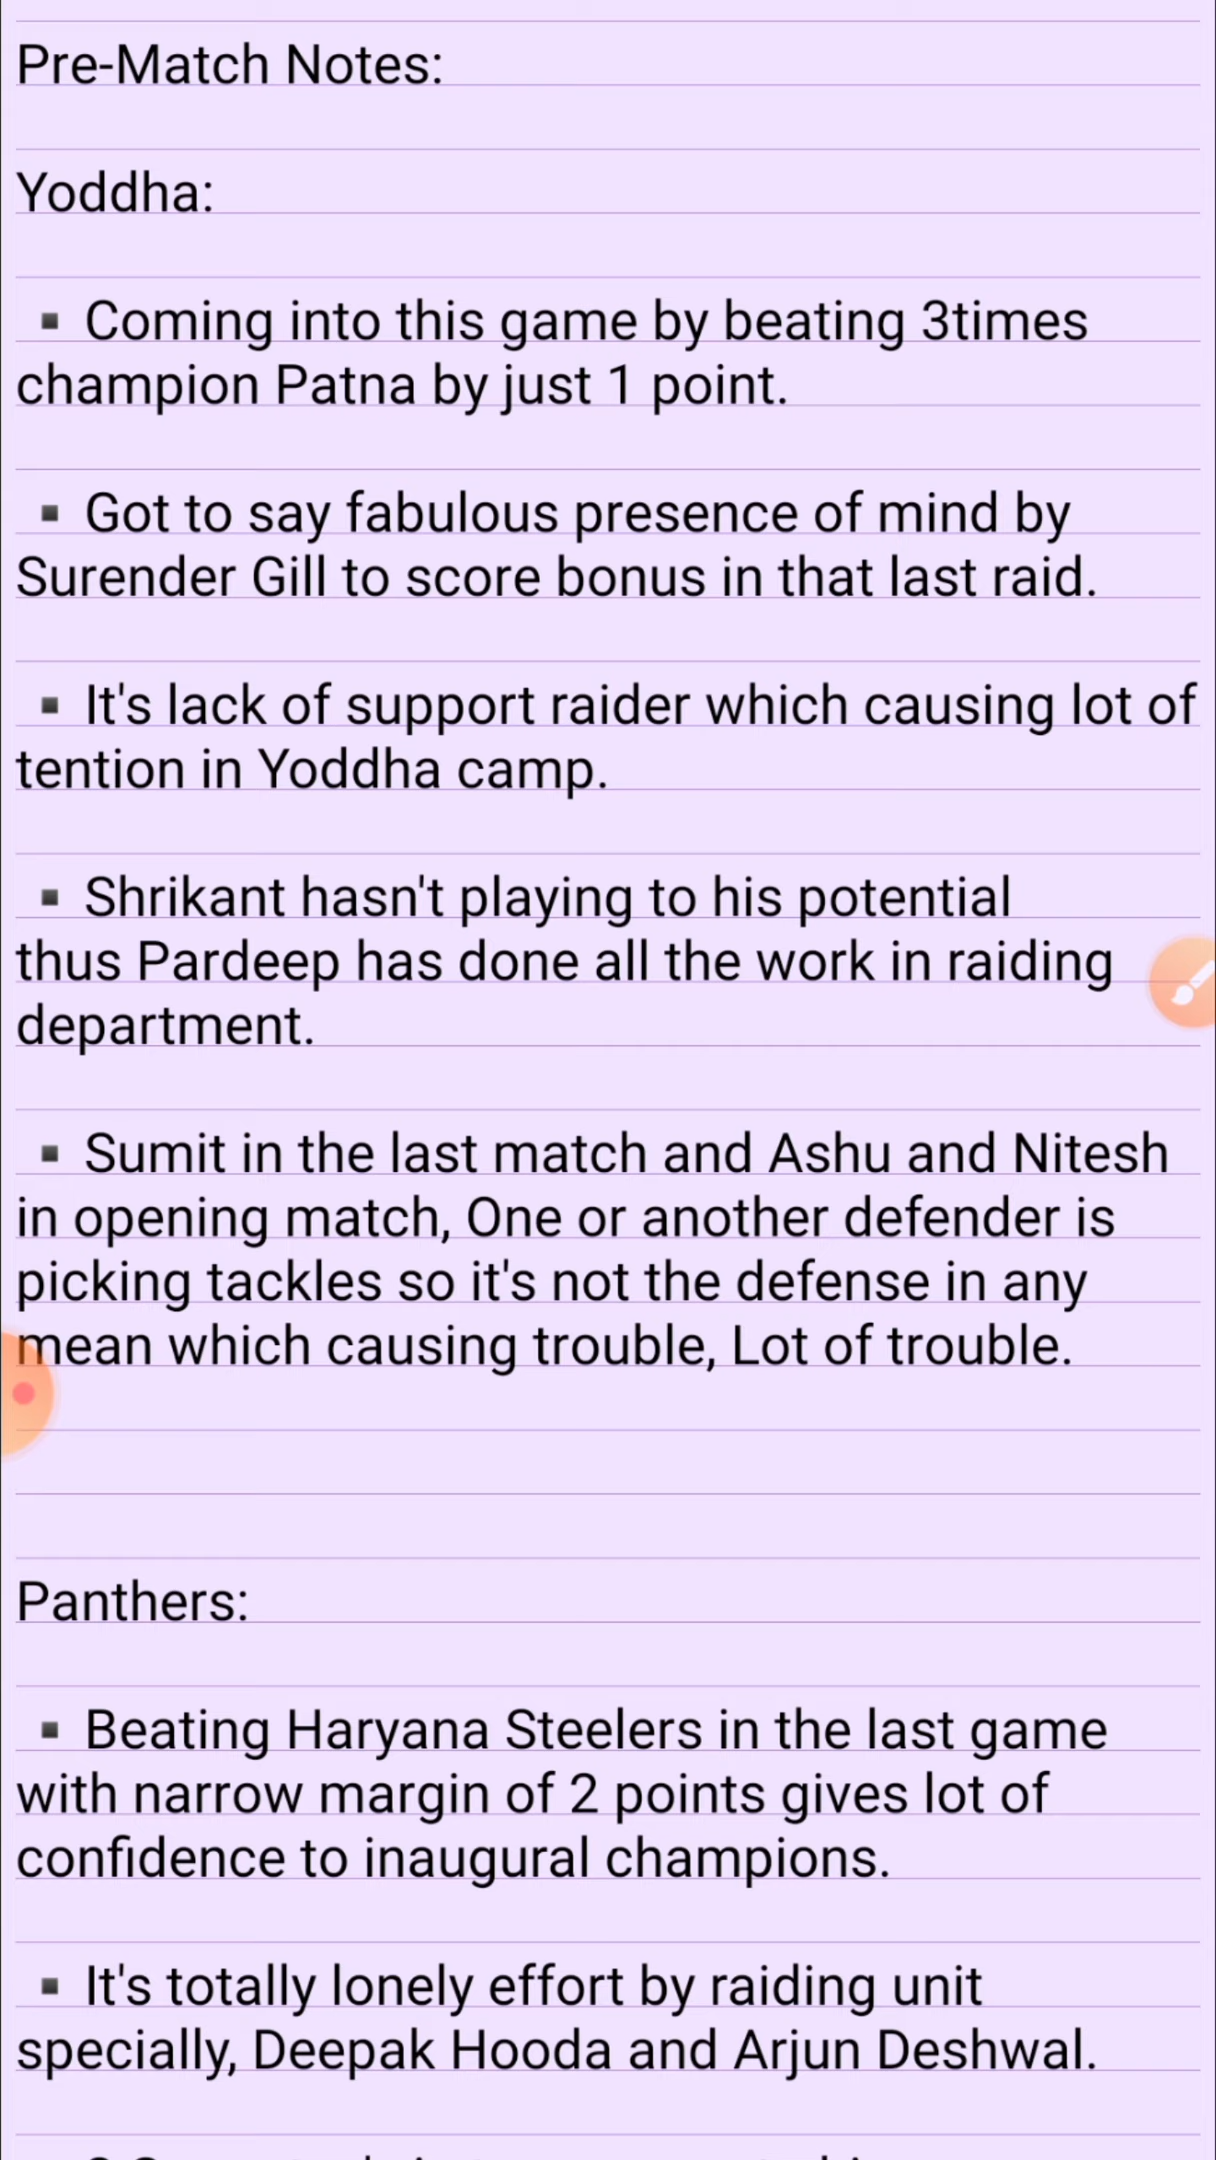 Pre-Match Notes:
Yoddha:
▪ Coming into this game by beating 3times
champion Patna by just 1 point.
▪ Got to say fabulous presence of mind by
Surender Gill to score bonus in that last raid.
▪ It's lack of support raider which causing lot of
tention in Yoddha camp.
▪ Shrikant hasn't playing to his potential
thus Pardeep has done all the work in raiding
department.
▪ Sumit in the last match and Ashu and Nitesh
in opening match, One or another defender is
picking tackles so it's not the defense in any
mean which causing trouble, Lot of trouble.
Panthers:
▪ Beating Haryana Steelers in the last game
with narrow margin of 2 points gives lot of
confidence to inaugural champions.
▪ It's totally lonely effort by raiding unit
specially, Deepak Hooda and Arjun Deshwal.